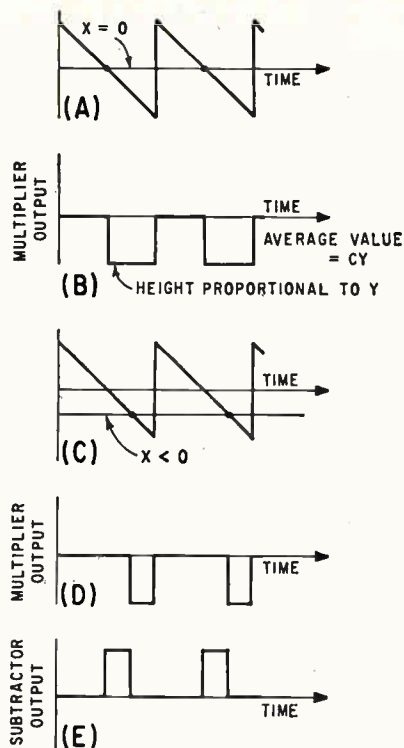 X = 0
TIME
(A)
MULTIPLIER
OUTPUT
TIME
AVERAGE VALUE
= CY
(B)
HEIGHT PROPORTIONAL TO Y
TIME
(C)
X < 0
MULTIPLIER
OUTPUT
TIME
(D)
SUBTRACTOR
OUTPUT
TIME
(E)